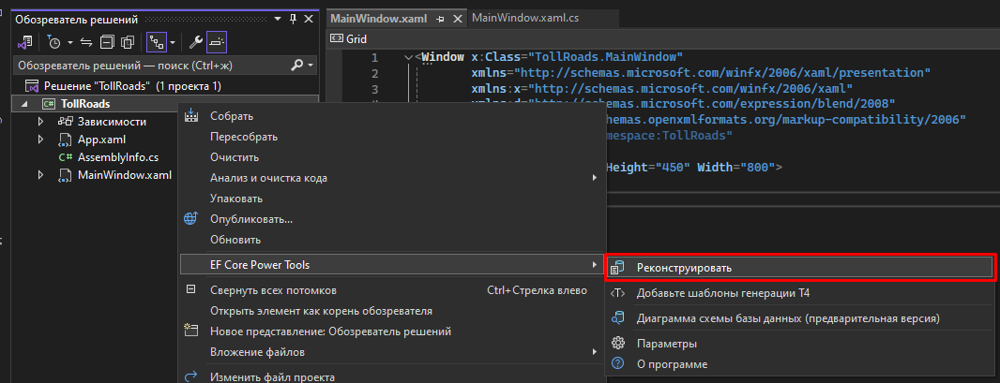 Обозреватель решений
MainWindow.xaml
MainWindow.xaml.cs
Grid
Обозреватель решений — поиск (Ctrl+ж)
Решение "TollRoads" (1 проекта 1)
C# TollRoads
Зависимости
App.xaml
C# AssemblyInfo.cs
MainWindow.xaml
1 <Window x:Class="TollRoads.MainWindow"
2 xmlns="http://schemas.microsoft.com/winfx/2006/xaml/presentation"
3 xmlns:x="http://schemas.microsoft.com/winfx/2006/xaml"
xmlns:d="http://schemas.microsoft.com/expression/blend/2008"
hemas.openxmlformats.org/markup-compatibility/2006"
mespace:TollRoads"
Height="450" Width="800">
Собрать
Пересобрать
Очистить
Анализ и очистка кода
Упаковать
Опубликовать...
Обновить
EF Core Power Tools
Свернуть всех потомков Ctrl+Стрелка влево
Открыть элемент как корень обозревателя
Новое представление: Обозреватель решений
Вложение файлов
Изменить файл проекта
Реконструировать
<T> Добавьте шаблоны генерации T4
Диаграмма схемы базы данных (предварительная версия)
Параметры
О программе